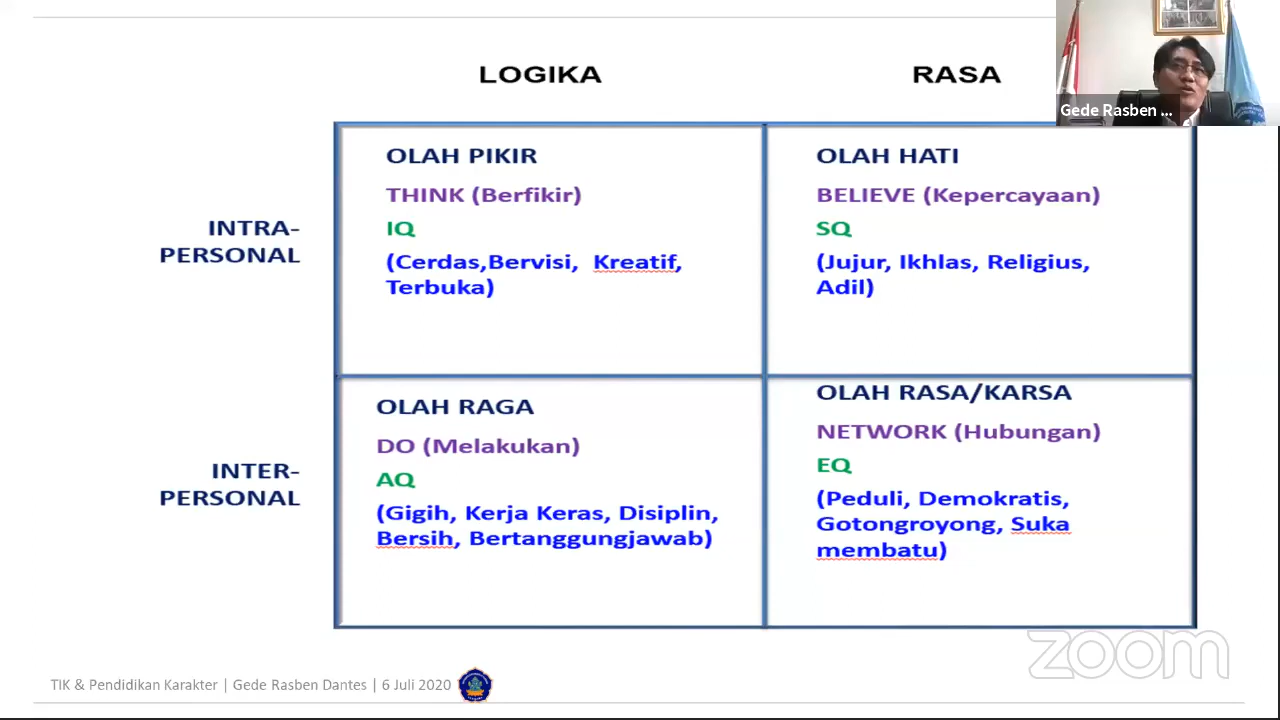 LOGIKA
RASA
Gede Rasben ...
INTRA-
PERSONAL
OLAH PIKIR
THINK (Berfikir)
IQ
(Cerdas,Bervisi, Kreatif,
Terbuka)
OLAH HATI
BELIEVE (Kepercayaan)
SQ
(Jujur, Ikhlas, Religius,
Adil)
INTER-
PERSONAL
OLAH RAGA
DO (Melakukan)
AQ
(Gigih, Kerja Keras, Disiplin,
Bersih, Bertanggungjawab)
OLAH RASA/KARSA
NETWORK (Hubungan)
EQ
(Peduli, Demokratis,
Gotongroyong, Suka
membatu)
zoom
TIK & Pendidikan Karakter | Gede Rasben Dantes | 6 Juli 2020